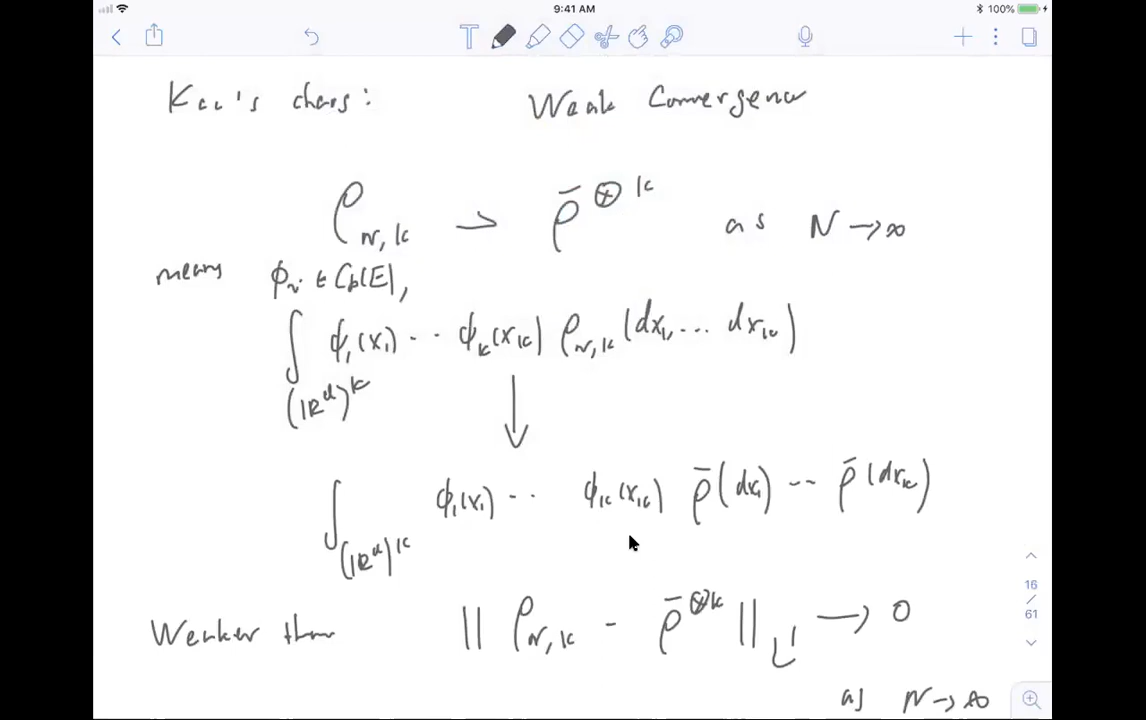 9:41 AM
100%
T
Kac's chaos: Weak Convergence
ρ_{N,k} ⇀ ρ̄^{⊗k} as N → ∞
means φ_i ∈ C_b(E),
∫_{(ℝ^d)^k} φ_1(x_1) ‥ φ_k(x_k) ρ_{N,k}(dx_1, … dx_k)
↓
∫_{(ℝ^d)^k} φ_1(x_1) ‥ φ_k(x_k) ρ̄(dx_1) ‥ ρ̄(dx_k)
Weaker than || ρ_{N,k} - ρ̄^{⊗k} ||_{L^1} → 0
as N → ∞
16
/
61